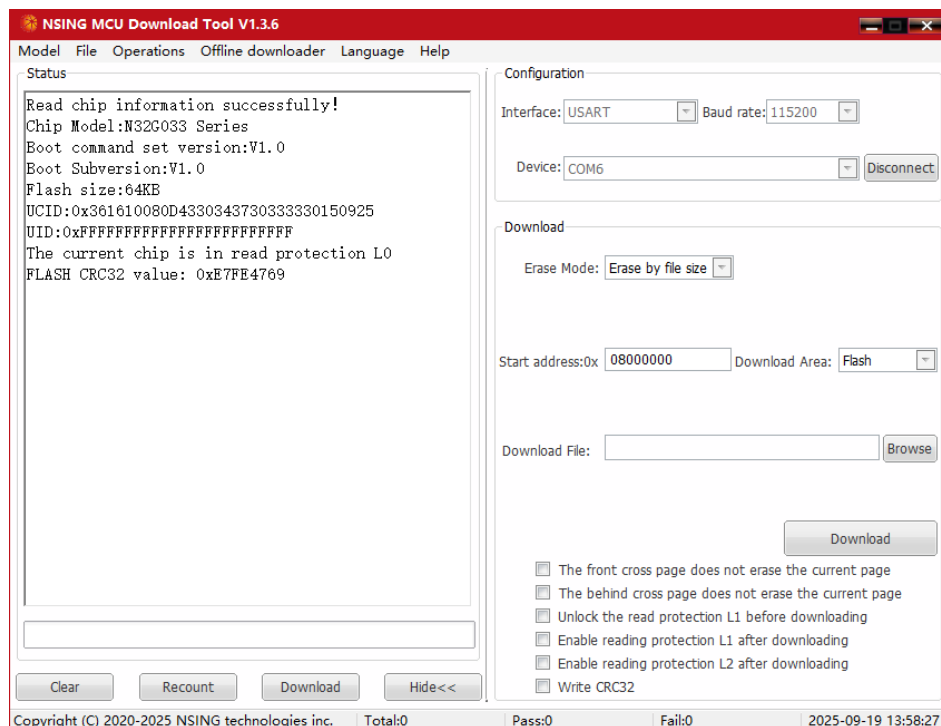 NSING MCU Download Tool V1.3.6
Model File Operations Offline downloader Language Help
Status
Read chip information successfully!
Chip Model:N32G033 Series
Boot command set version:V1.0
Boot Subversion:V1.0
Flash size:64KB
UCID:0x361610080D4330343730333330150925
UID:0xFFFFFFFFFFFFFFFFFFFFFFFF
The current chip is in read protection L0
FLASH CRC32 value: 0xE7FE4769
Clear Recount Download Hide<<
Configuration
Interface: USART Baud rate: 115200
Device: COM6 Disconnect
Download
Erase Mode: Erase by file size
Start address:0x 08000000 Download Area: Flash
Download File: Browse
Download
The front cross page does not erase the current page
The behind cross page does not erase the current page
Unlock the read protection L1 before downloading
Enable reading protection L1 after downloading
Enable reading protection L2 after downloading
Write CRC32
Copyright (C) 2020-2025 NSING technologies inc. Total:0 Pass:0 Fail:0 2025-09-19 13:58:27